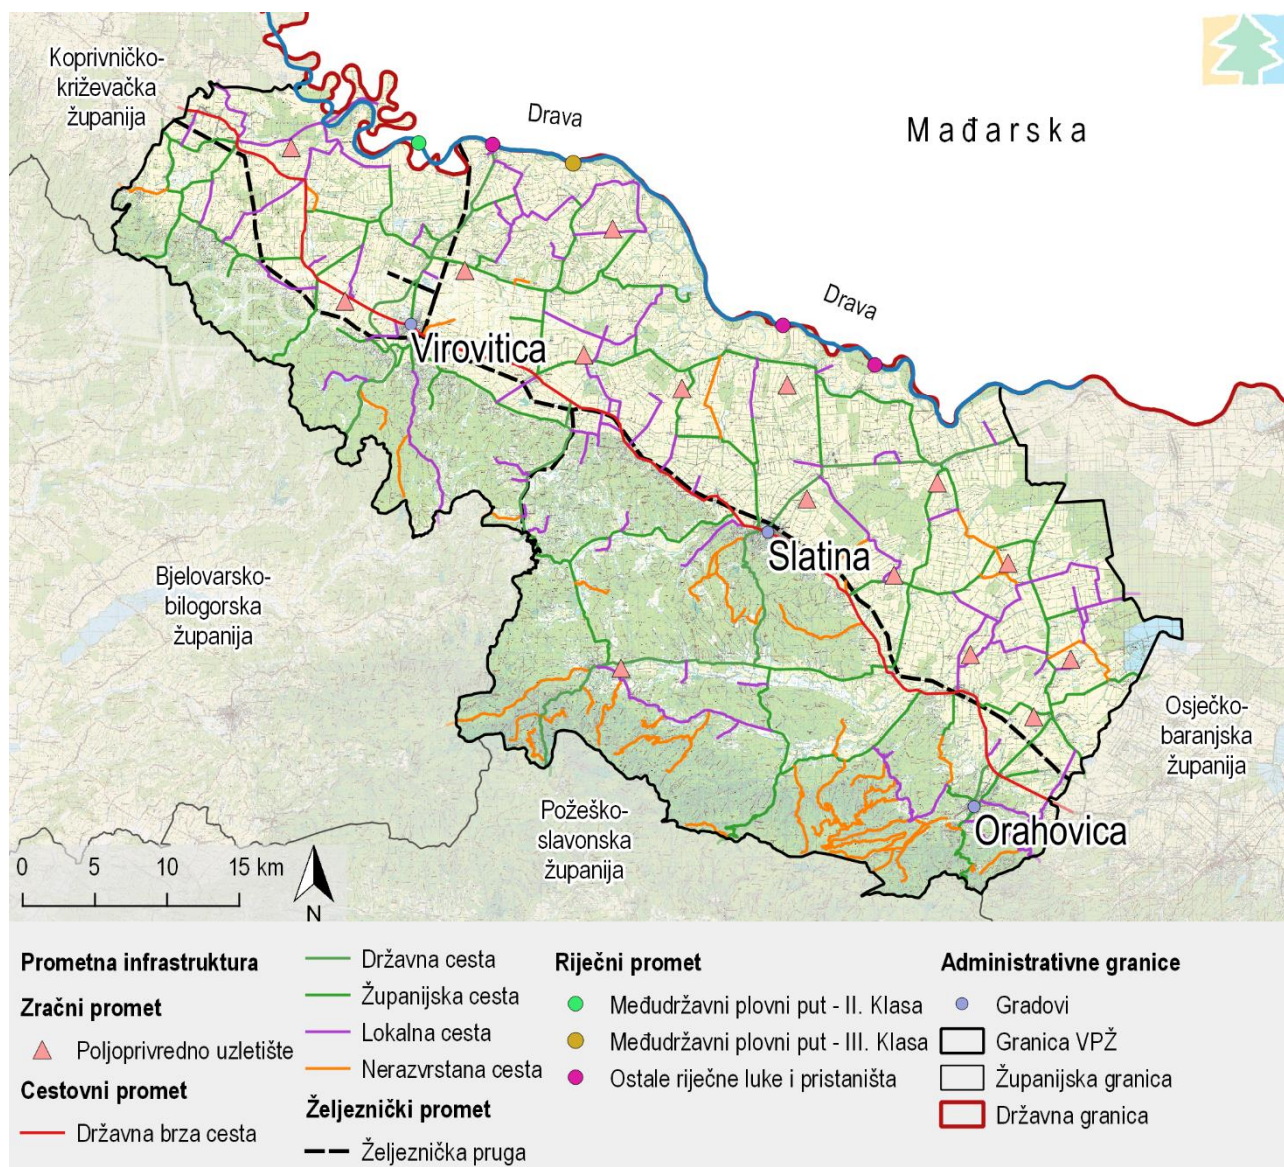 Koprivničko-
križevačka
županija
Drava
Mađarska
Drava
Virovitica
Slatina
Bjelovarsko-
bilogorska
županija
Osječko-
baranjska
županija
Požeško-
slavonska
županija
Orahovica
0 5 10 15 km
N
Prometna infrastruktura
Zračni promet
Poljoprivredno uzletište
Cestovni promet
Državna brza cesta
Državna cesta
Županijska cesta
Lokalna cesta
Nerazvrstana cesta
Željeznički promet
Željeznička pruga
Riječni promet
Međudržavni plovni put - II. Klasa
Međudržavni plovni put - III. Klasa
Ostale riječne luke i pristaništa
Administrativne granice
Gradovi
Granica VPŽ
Županijska granica
Državna granica